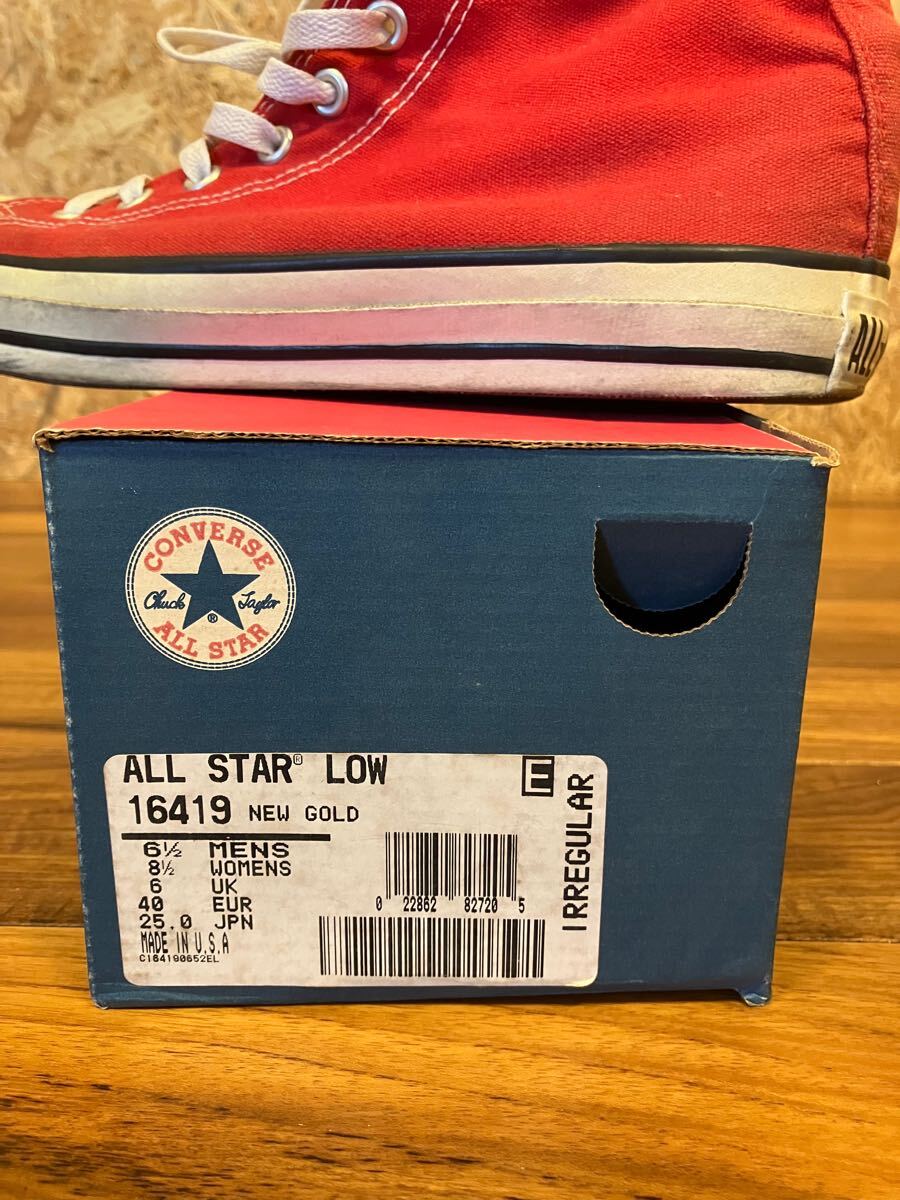 ALL
CONVERSE
Chuck Taylor
®
ALL STAR
ALL STAR® LOW
E
16419 NEW GOLD
IRREGULAR
6½ MENS
8½ WOMENS
6 UK
40 EUR
25.0 JPN
MADE IN U.S.A
0 22862 82720 5